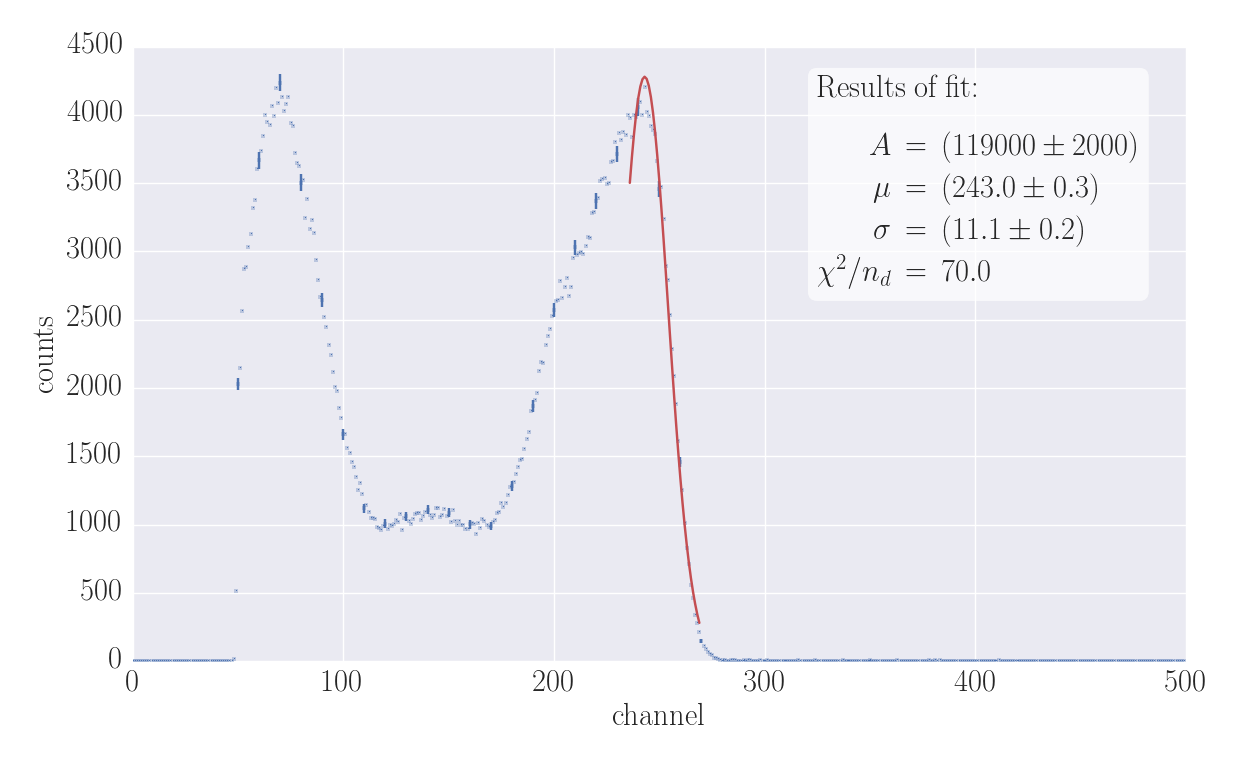 4500
4000
3500
3000
2500
2000
1500
1000
500
0
counts
0 100 200 300 400 500
channel
Results of fit:
A = (119000 ± 2000)
μ = (243.0 ± 0.3)
σ = (11.1 ± 0.2)
χ²/n_d = 70.0